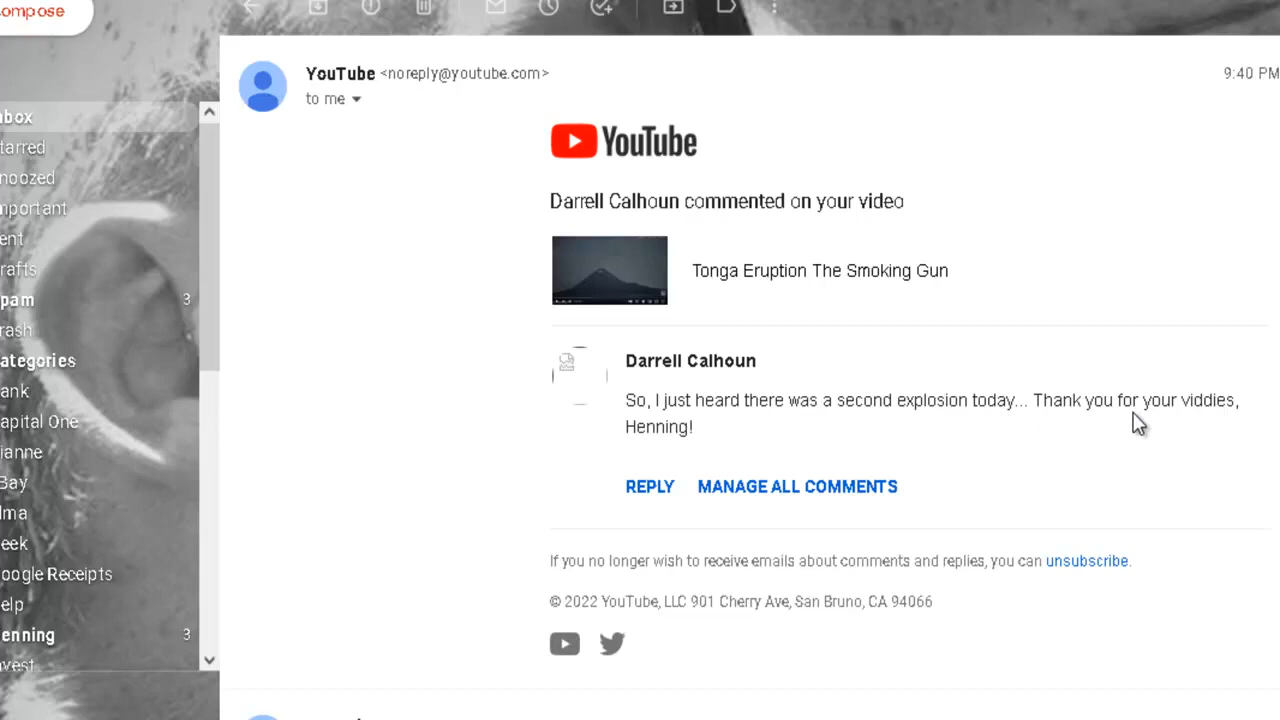 ompose
YouTube <noreply@youtube.com>
9:40 PM
to me
nbox
tarred
noozed
mportant
ent
rafts
pam 3
rash
ategories
ank
apital One
ianne
Bay
lma
eek
oogle Receipts
elp
enning 3
nvest
YouTube
Darrell Calhoun commented on your video
Tonga Eruption The Smoking Gun
Darrell Calhoun
So, I just heard there was a second explosion today... Thank you for your viddies,
Henning!
REPLY MANAGE ALL COMMENTS
If you no longer wish to receive emails about comments and replies, you can unsubscribe.
© 2022 YouTube, LLC 901 Cherry Ave, San Bruno, CA 94066